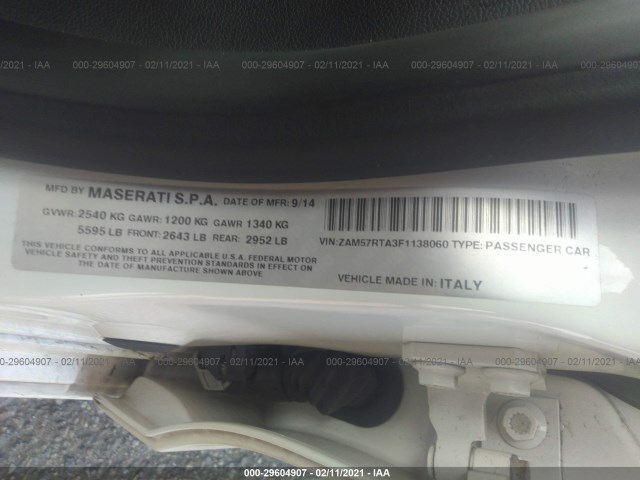 02/11/2021 - IAA 000-29604907 - 02/11/2021 - IAA 000-29604907 - 02/11/2021
MFD BY MASERATI S.P.A. DATE OF MFR: 9/14
GVWR: 2540 KG GAWR: 1200 KG GAWR 1340 KG
5595 LB FRONT: 2643 LB REAR: 2952 LB
THIS VEHICLE CONFORMS TO ALL APPLICABLE U.S.A. FEDERAL MOTOR
VEHICLE SAFETY AND THEFT PREVENTION STANDARDS IN EFFECT ON
THE DATE OF MANUFACTURE SHOWN ABOVE.
VIN:ZAM57RTA3F1138060 TYPE: PASSENGER CAR
VEHICLE MADE IN: ITALY
000-29604907 - 02/11/2021 - IAA 000-29604907 - 02/11/2021 - IAA
000-29604907 - 02/11/2021 - IAA